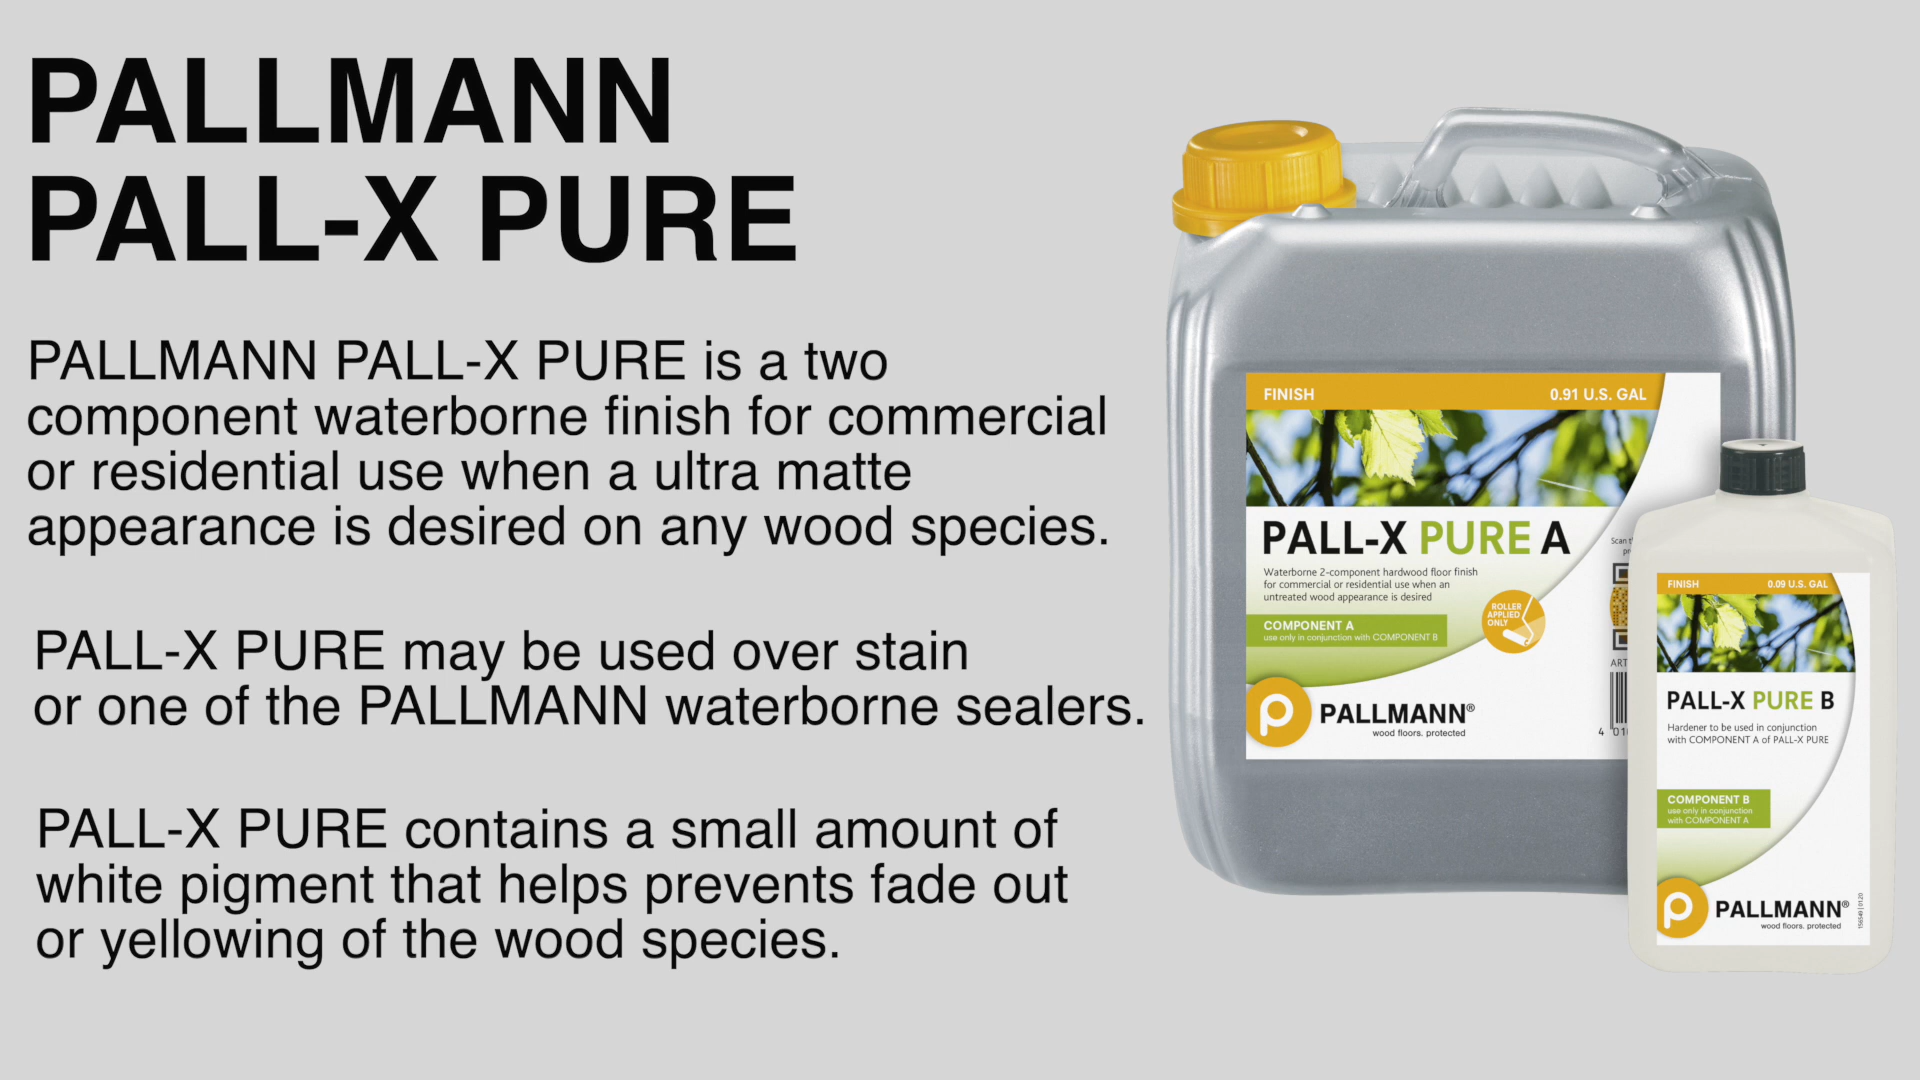 PALLMANN
PALL-X PURE
PALLMANN PALL-X PURE is a two
component waterborne finish for commercial
or residential use when a ultra matte
appearance is desired on any wood species.
PALL-X PURE may be used over stain
or one of the PALLMANN waterborne sealers.
PALL-X PURE contains a small amount of
white pigment that helps prevents fade out
or yellowing of the wood species.
FINISH 0.91 U.S. GAL
PALL-X PURE A
Waterborne 2-component hardwood floor finish
for commercial or residential use when an
untreated wood appearance is desired
COMPONENT A
use only in conjunction with COMPONENT B
ROLLER
APPLIED
ONLY
Scan
ART
PALLMANN®
wood floors. protected
FINISH 0.09 U.S. GAL
PALL-X PURE B
Hardener to be used in conjunction
with COMPONENT A of PALL-X PURE
COMPONENT B
use only in conjunction
with COMPONENT A
PALLMANN®
wood floors. protected